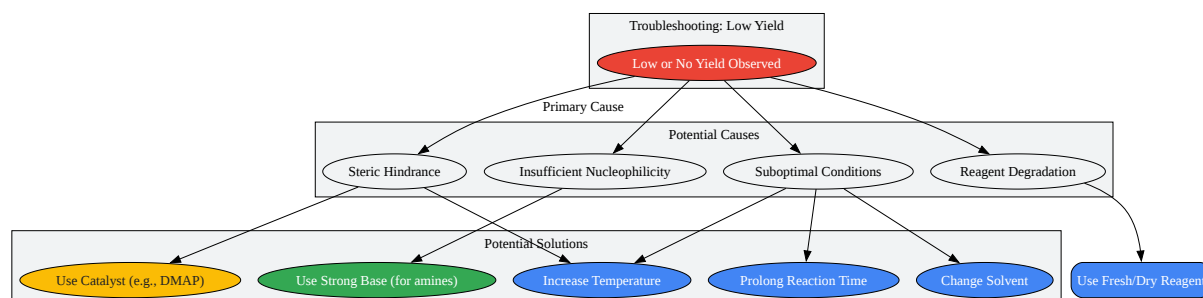 Troubleshooting: Low Yield
Low or No Yield Observed
Primary Cause
Potential Causes
Steric Hindrance
Insufficient Nucleophilicity
Suboptimal Conditions
Reagent Degradation
Potential Solutions
Use Catalyst (e.g., DMAP)
Use Strong Base (for amines)
Increase Temperature
Prolong Reaction Time
Change Solvent
Use Fresh/Dry Reagent